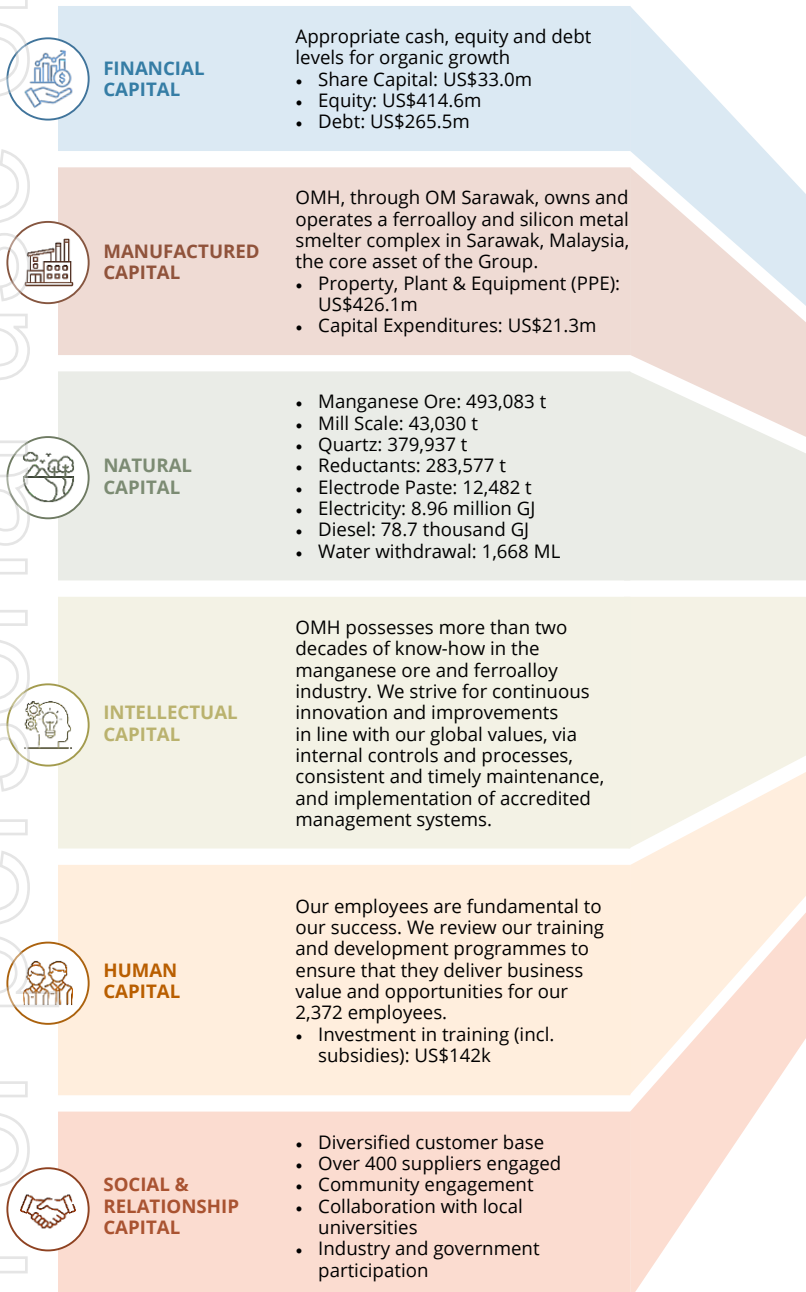 FINANCIAL
CAPITAL
Appropriate cash, equity and debt
levels for organic growth
• Share Capital: US$33.0m
• Equity: US$414.6m
• Debt: US$265.5m
MANUFACTURED
CAPITAL
OMH, through OM Sarawak, owns and
operates a ferroalloy and silicon metal
smelter complex in Sarawak, Malaysia,
the core asset of the Group.
• Property, Plant & Equipment (PPE):
US$426.1m
• Capital Expenditures: US$21.3m
NATURAL
CAPITAL
• Manganese Ore: 493,083 t
• Mill Scale: 43,030 t
• Quartz: 379,937 t
• Reductants: 283,577 t
• Electrode Paste: 12,482 t
• Electricity: 8.96 million GJ
• Diesel: 78.7 thousand GJ
• Water withdrawal: 1,668 ML
INTELLECTUAL
CAPITAL
OMH possesses more than two
decades of know-how in the
manganese ore and ferroalloy
industry. We strive for continuous
innovation and improvements
in line with our global values, via
internal controls and processes,
consistent and timely maintenance,
and implementation of accredited
management systems.
HUMAN
CAPITAL
Our employees are fundamental to
our success. We review our training
and development programmes to
ensure that they deliver business
value and opportunities for our
2,372 employees.
• Investment in training (incl.
subsidies): US$142k
SOCIAL &
RELATIONSHIP
CAPITAL
• Diversified customer base
• Over 400 suppliers engaged
• Community engagement
• Collaboration with local
universities
• Industry and government
participation